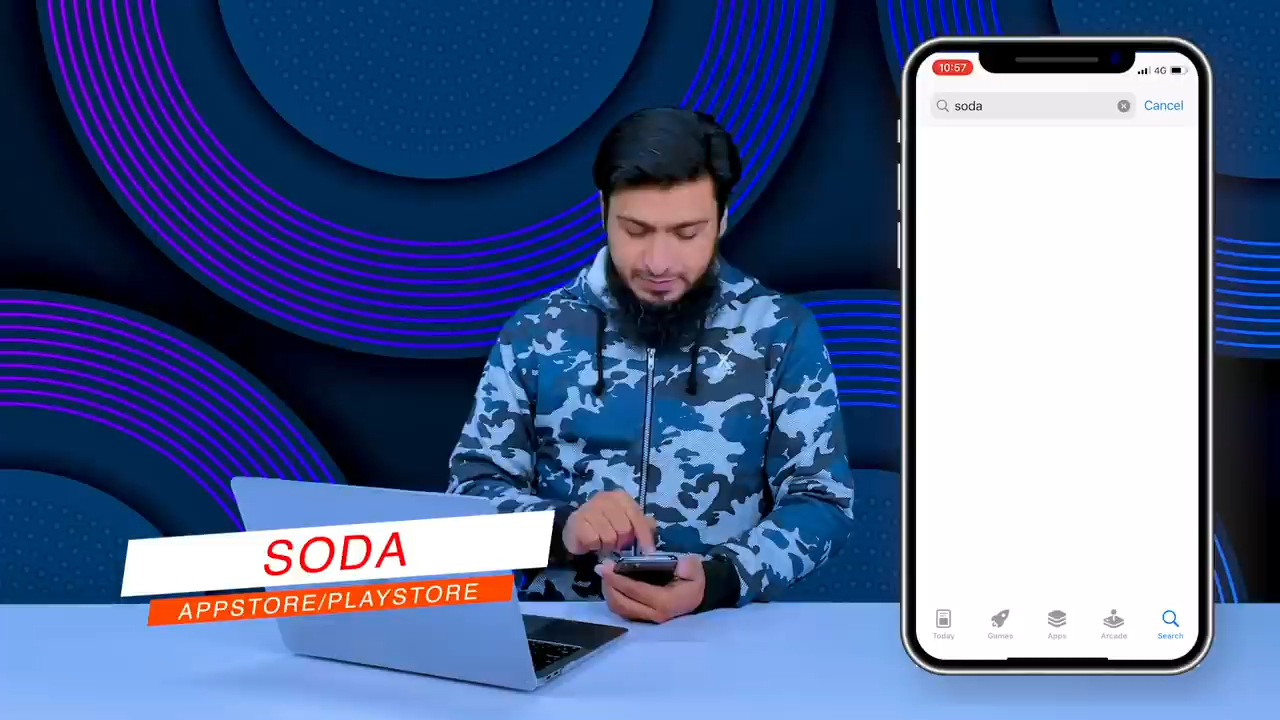 10:57
4G
soda
Cancel
SODA
APPSTORE/PLAYSTORE
Today
Games
Apps
Arcade
Search